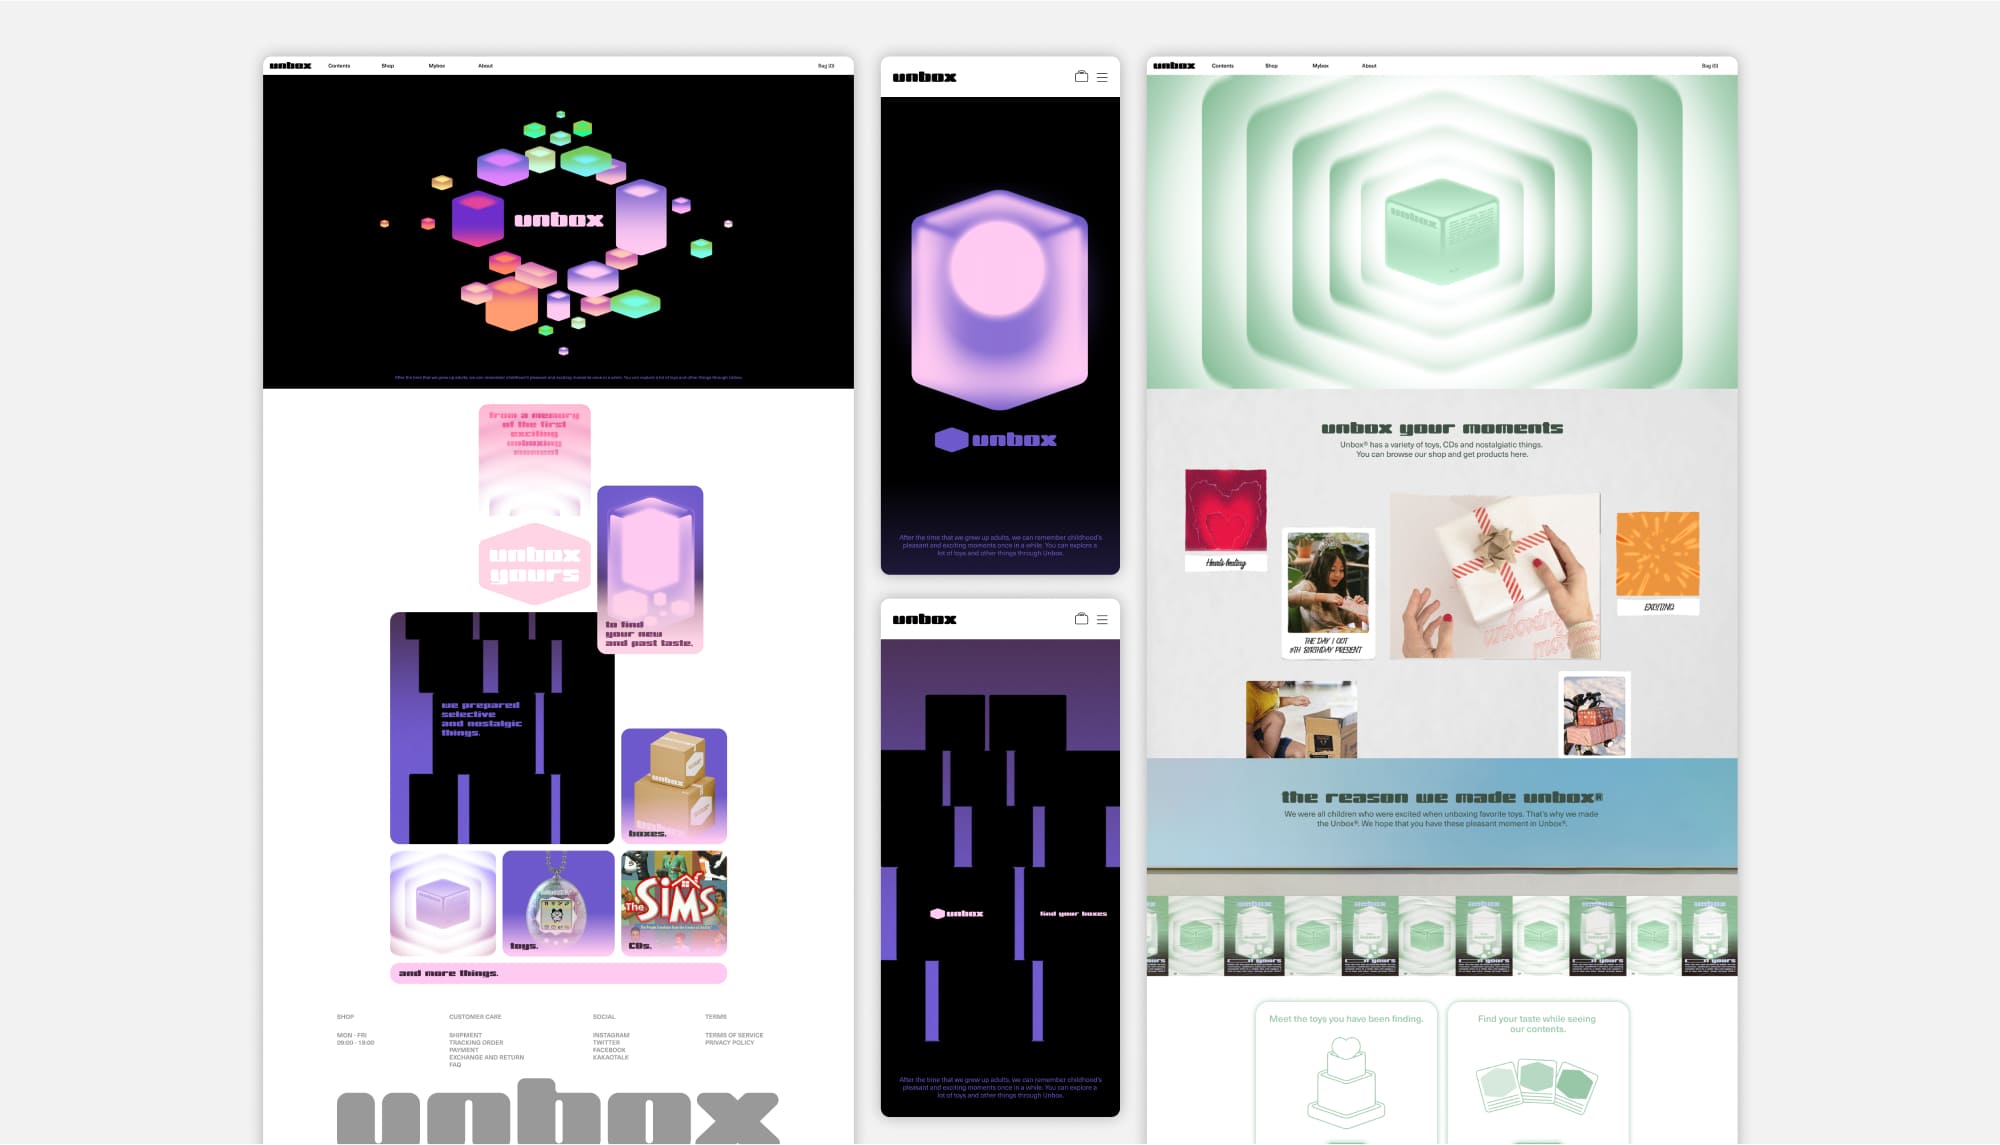 unbox Contents Shop Mybox About Bag (0)
unbox
After the time that we grew up adults, we can remember childhood's pleasant and exciting moments once in a while. You can explore a lot of toys and other things through Unbox.
from a memory
of the first
exciting
unboxing
moment
unbox
yours
to find
your new
and past taste.
we prepared
selective
and nostalgic
things.
unbox
boxes.
toys.
The SIMS
CDs.
and more things.
SHOP
MON - FRI
09:00 - 18:00
CUSTOMER CARE
SHIPMENT
TRACKING ORDER
PAYMENT
EXCHANGE AND RETURN
FAQ
SOCIAL
INSTAGRAM
TWITTER
FACEBOOK
KAKAOTALK
TERMS
TERMS OF SERVICE
PRIVACY POLICY
unbox
unbox
unbox
After the time that we grew up adults, we can remember childhood's
pleasant and exciting moments once in a while. You can explore a
lot of toys and other things through Unbox.
unbox
unbox
find your boxes
After the time that we grew up adults, we can remember childhood's
pleasant and exciting moments once in a while. You can explore a
lot of toys and other things through Unbox.
unbox Contents Shop Mybox About Bag (0)
unbox
unbox your moments
Unbox® has a variety of toys, CDs and nostalgiatic things.
You can browse our shop and get products here.
Hearts-beating
THE DAY I GOT
8TH BIRTHDAY PRESENT
unboxing
EXCITING
the reason we made unbox®
We were all children who were excited when unboxing favorite toys. That's why we made
the Unbox®. We hope that you have these pleasant moment in Unbox®.
Meet the toys you have been finding.
Find your taste while seeing
our contents.